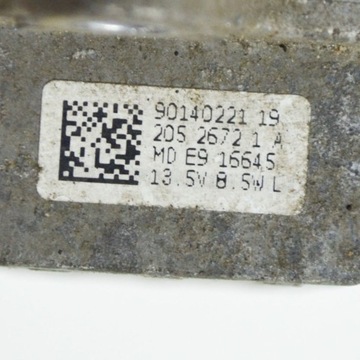 90140221 19
205 2672 1 A
MD E9 16645
13.5V 8.5W L